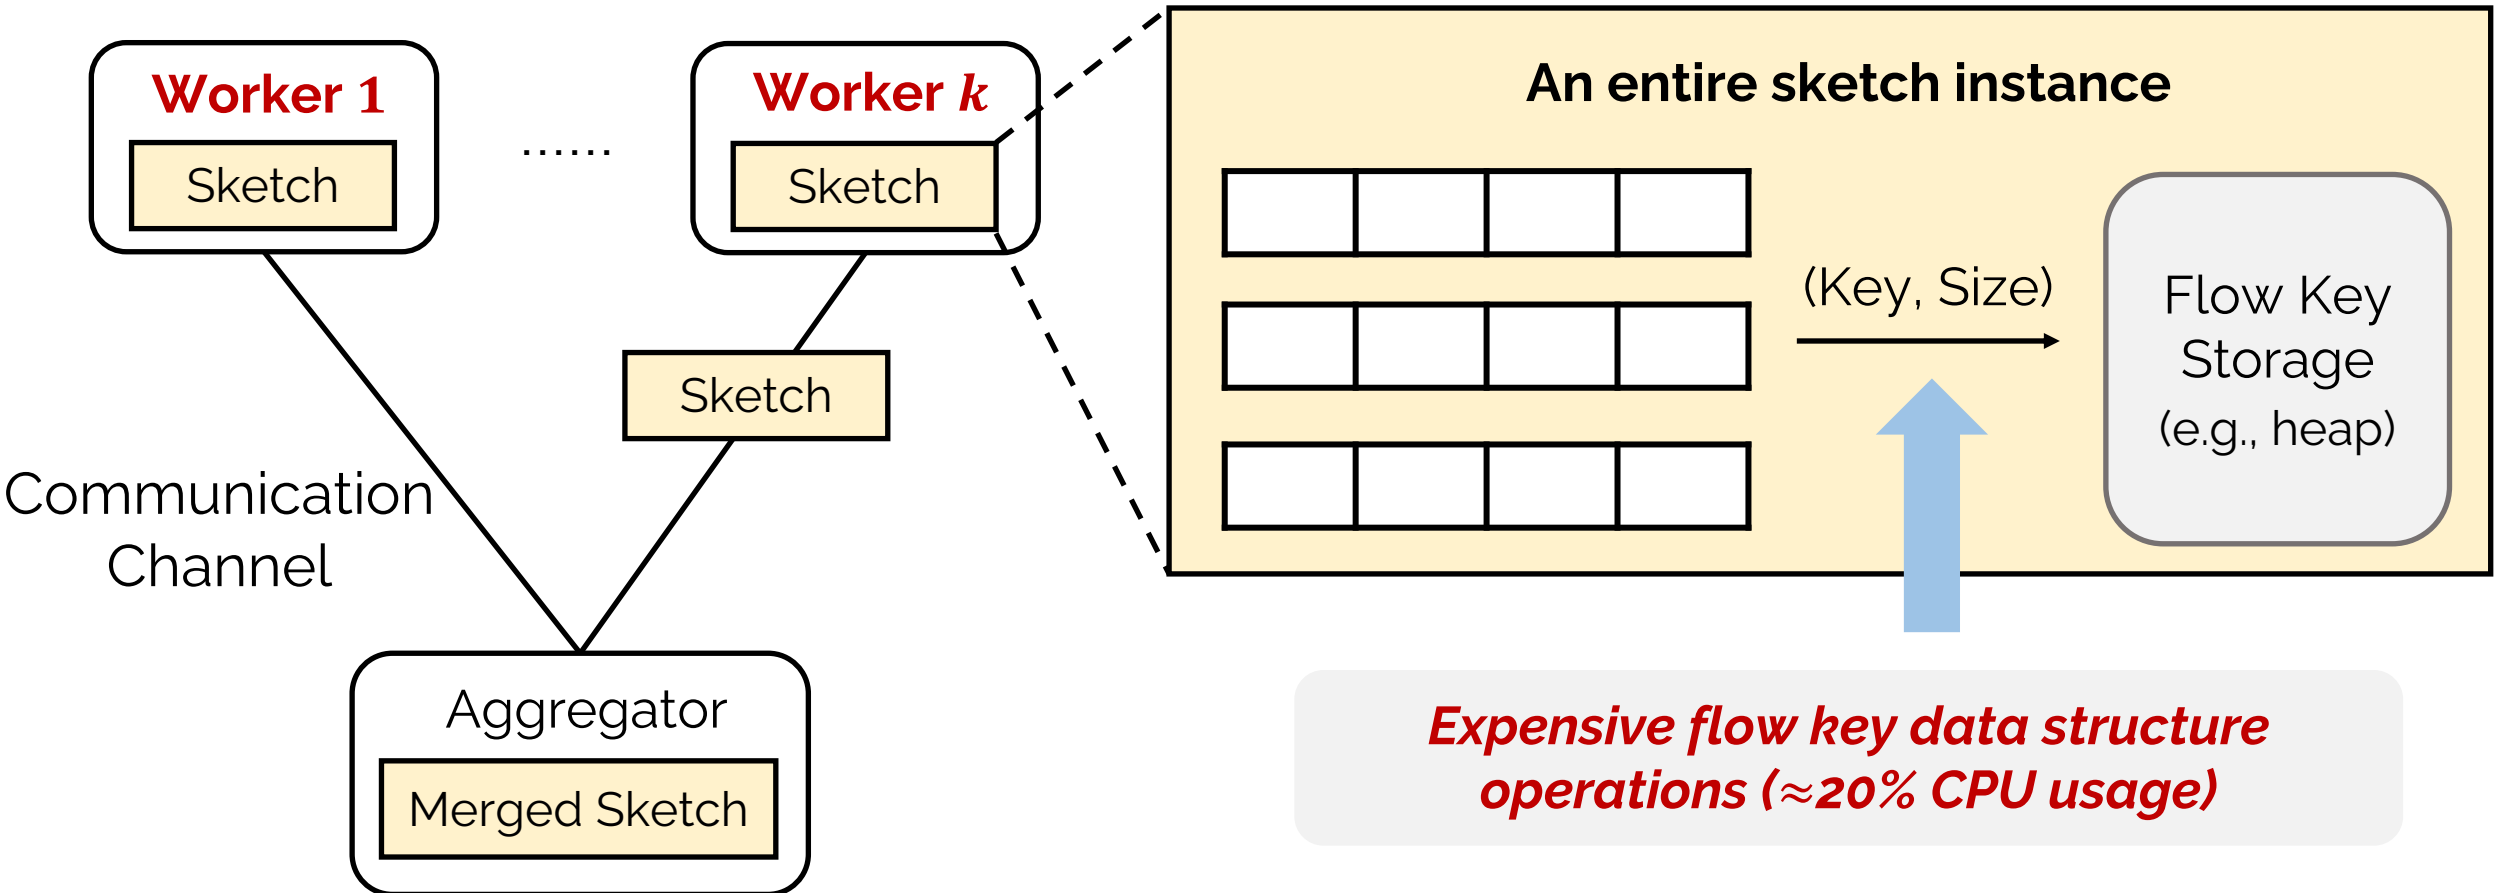 Worker 1
Sketch
......
Worker k
Sketch
Sketch
Communication
Channel
Aggregator
Merged Sketch
An entire sketch instance
(Key, Size)
Flow Key
Storage
(e.g., heap)
Expensive flow key data structure
operations (≈20% CPU usage)